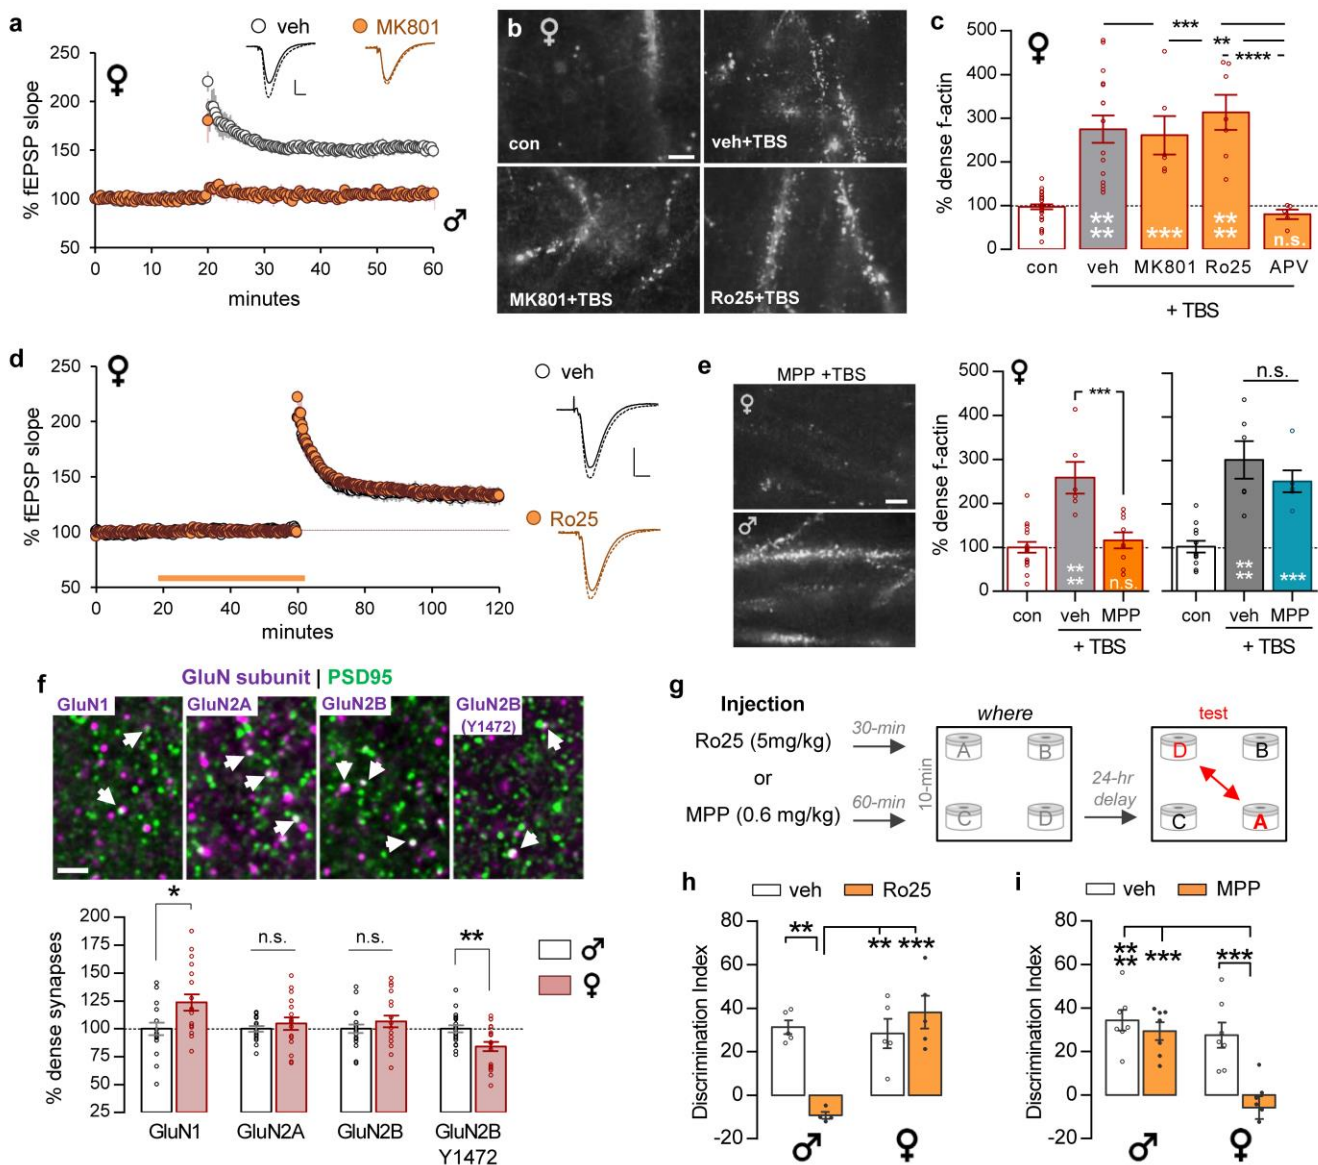 a
veh
MK801
♀
% fEPSP slope
250
200
150
100
50
0 10 20 30 40 50 60
♂
minutes
b
♀
con
veh+TBS
MK801+TBS
Ro25+TBS
c
♀
***
**
****
% dense f-actin
500
400
300
200
100
0
**
**
***
**
**
n.s.
con veh MK801 Ro25 APV
+ TBS
d
♀
veh
Ro25
% fEPSP slope
250
200
150
100
50
0 20 40 60 80 100 120
minutes
e
MPP +TBS
♀
♂
♀
% dense f-actin
500
400
300
200
100
0
***
**
**
n.s.
con veh MPP
+ TBS
n.s.
**
**
***
con veh MPP
+ TBS
f
GluN subunit | PSD95
GluN1
GluN2A
GluN2B
GluN2B
(Y1472)
% dense synapses
200
175
150
125
100
75
50
25
*
n.s.
n.s.
**
♂
♀
GluN1 GluN2A GluN2B GluN2B
Y1472
g
Injection
Ro25 (5mg/kg)
or
MPP (0.6 mg/kg)
30-min
60-min
where
10-min
A B
C D
24-hr
delay
test
D B
C A
h
veh Ro25
Discrimination Index
80
60
40
20
0
-20
**
** ***
♂ ♀
i
veh MPP
Discrimination Index
80
60
40
20
0
-20
**
**
***
***
♂ ♀